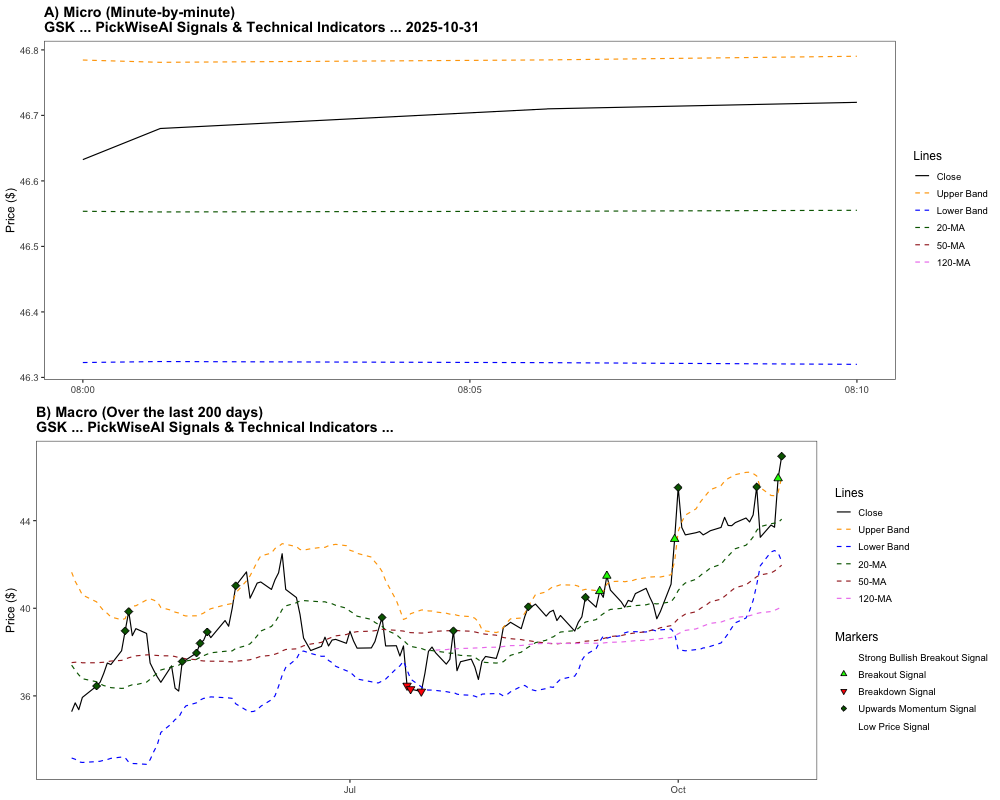 A) Micro (Minute-by-minute)
GSK ... PickWiseAI Signals & Technical Indicators ... 2025-10-31
Price ($)
46.8
46.7
46.6
46.5
46.4
46.3
08:00
08:05
08:10
Lines
Close
Upper Band
Lower Band
20-MA
50-MA
120-MA
B) Macro (Over the last 200 days)
GSK ... PickWiseAI Signals & Technical Indicators ...
Price ($)
44
40
36
Jul
Oct
Lines
Close
Upper Band
Lower Band
20-MA
50-MA
120-MA
Markers
Strong Bullish Breakout Signal
Breakout Signal
Breakdown Signal
Upwards Momentum Signal
Low Price Signal